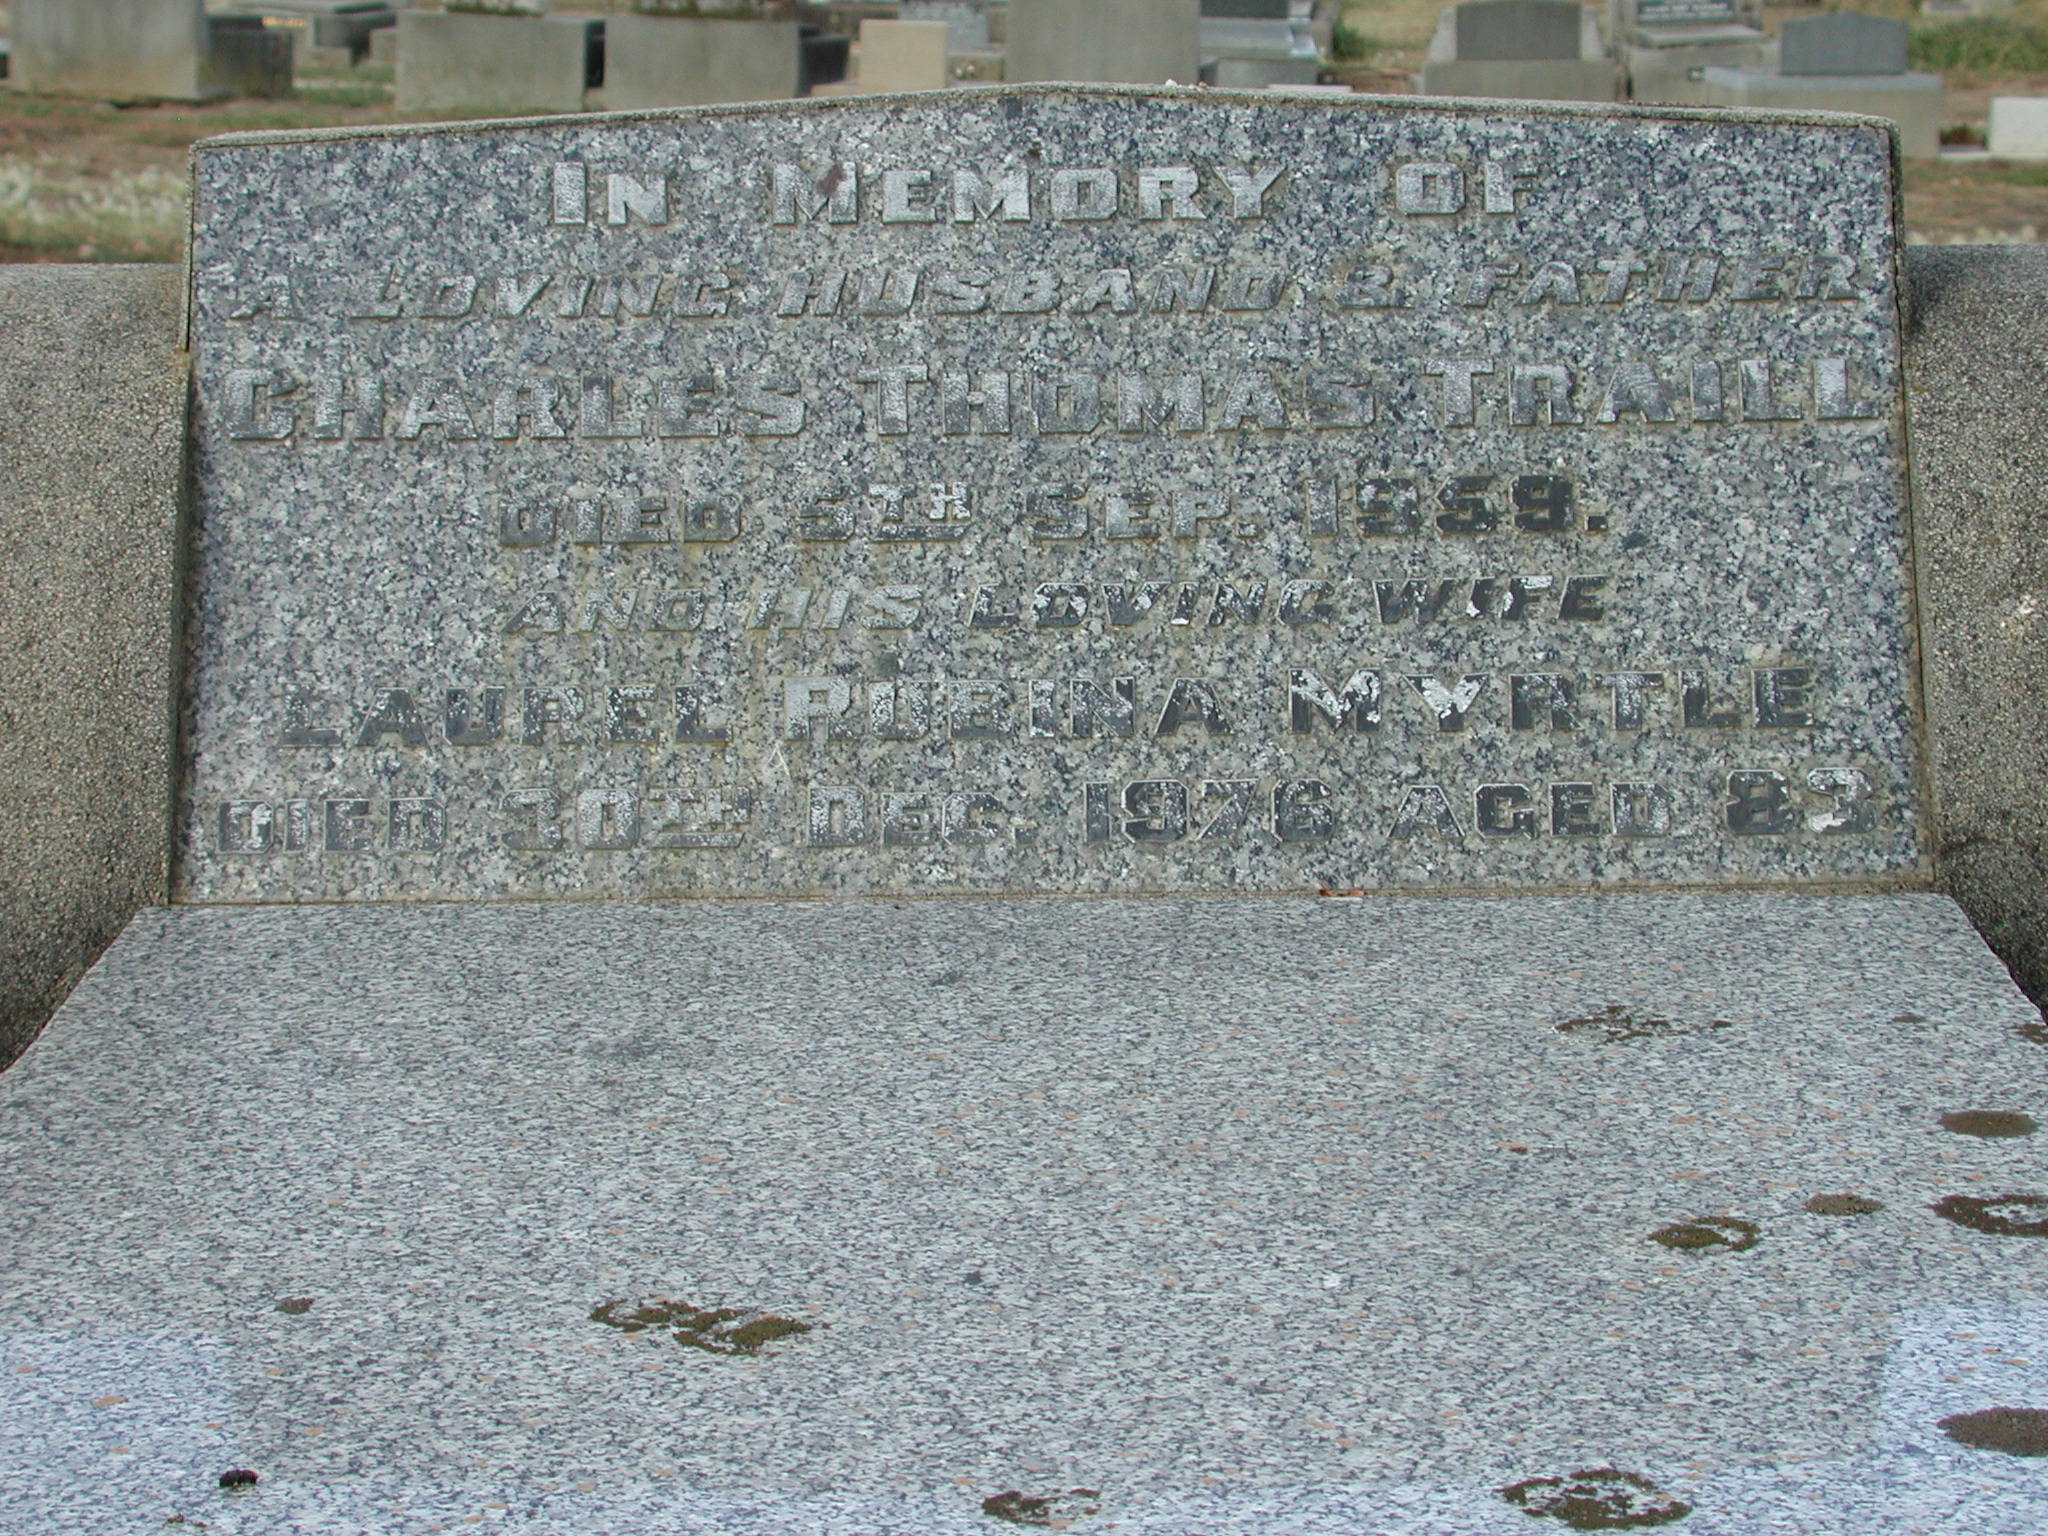 IN MEMORY OF
A LOVING HUSBAND & FATHER
CHARLES THOMAS TRAILL
DIED 5TH SEP. 1959.
AND HIS LOVING WIFE
LAUREL RUBINA MYRTLE
DIED 30TH DEC. 1976 AGED 83